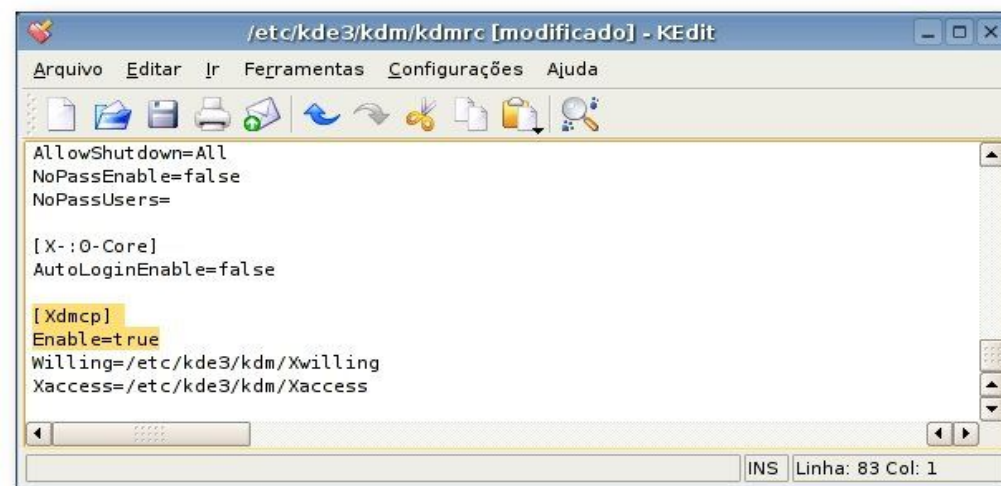 /etc/kde3/kdm/kdmrc [modificado] - KEdit
Arquivo Editar Ir Ferramentas Configurações Ajuda
AllowShutdown=All
NoPassEnable=false
NoPassUsers=
[X-:0-Core]
AutoLoginEnable=false
[Xdmcp]
Enable=true
Willing=/etc/kde3/kdm/Xwilling
Xaccess=/etc/kde3/kdm/Xaccess
INS Linha: 83 Col: 1